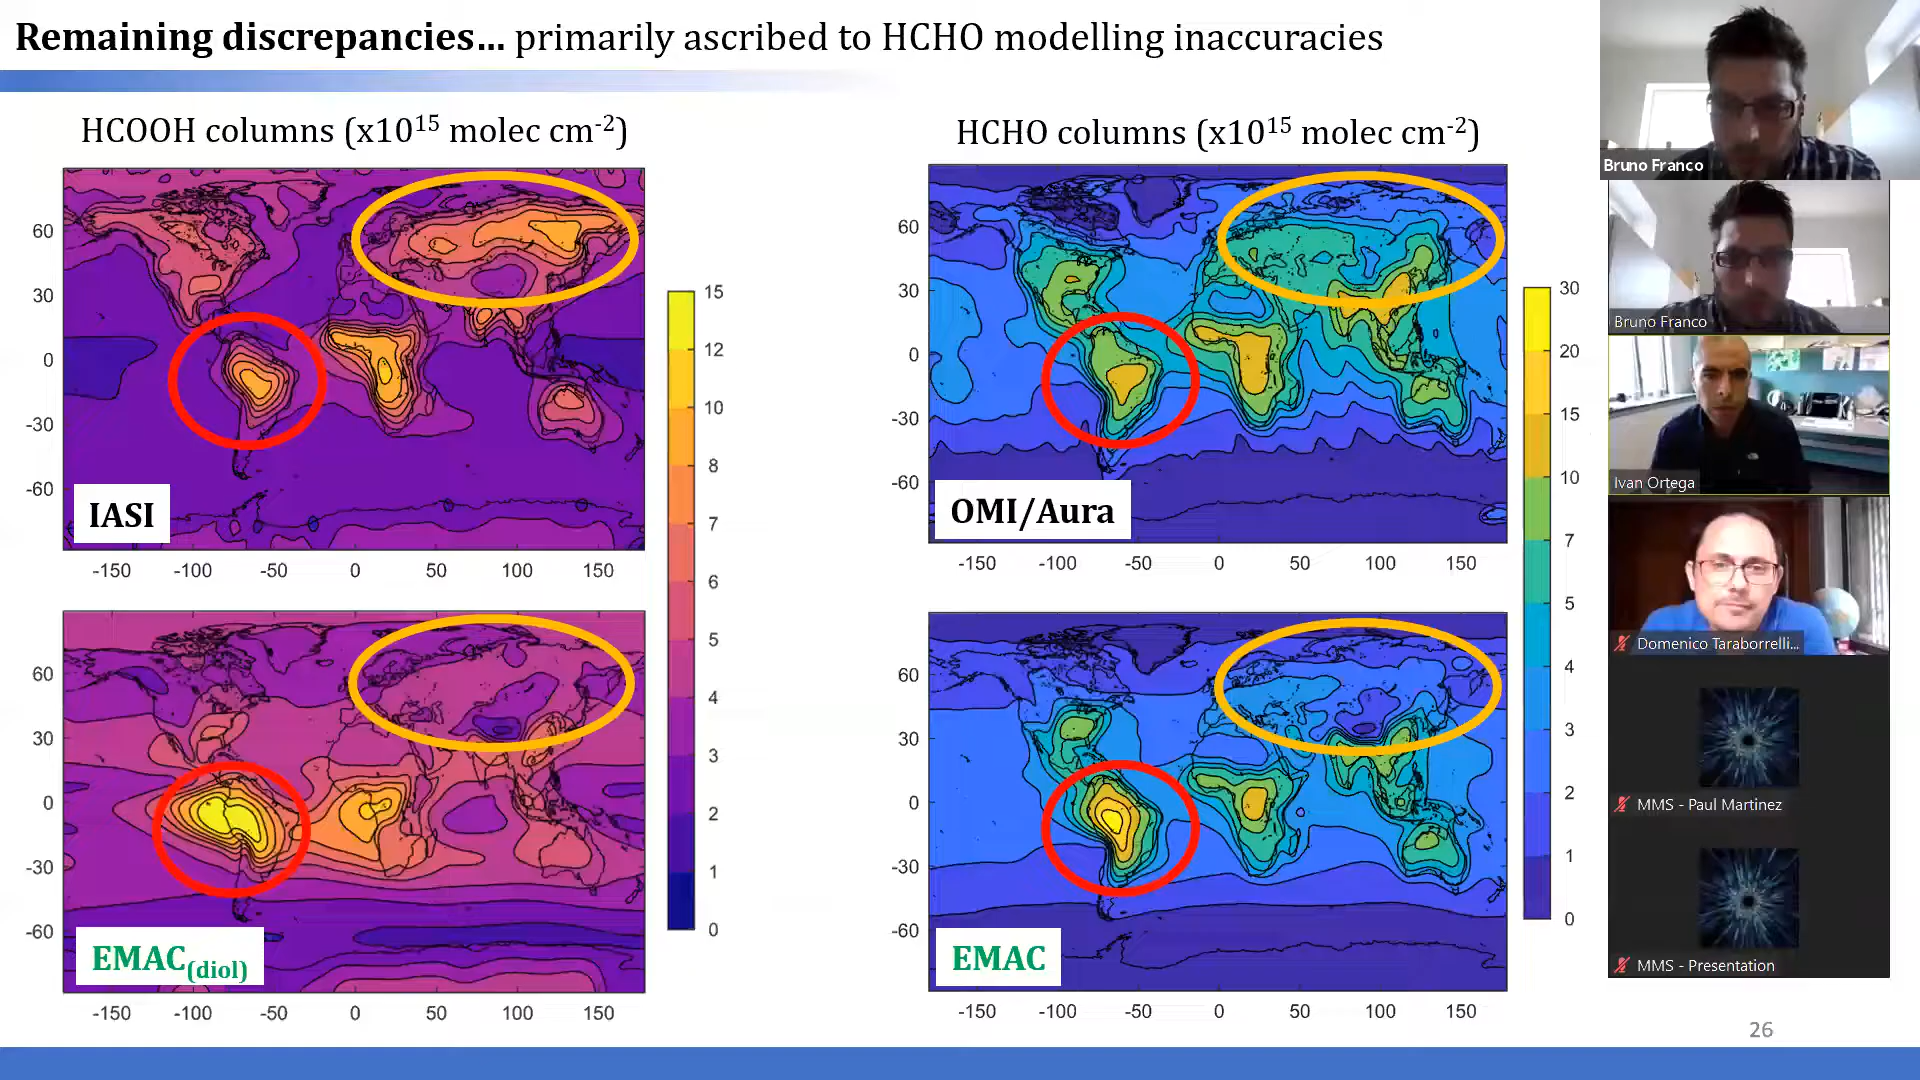 Remaining discrepancies... primarily ascribed to HCHO modelling inaccuracies
HCOOH columns (x10¹⁵ molec cm⁻²)
60
30
0
-30
-60
IASI
-150 -100 -50 0 50 100 150
15
12
10
8
7
6
5
4
3
2
1
0
60
30
0
-30
-60
EMAC(diol)
-150 -100 -50 0 50 100 150
HCHO columns (x10¹⁵ molec cm⁻²)
60
30
0
-30
-60
OMI/Aura
-150 -100 -50 0 50 100 150
30
20
15
10
7
5
4
3
2
1
0
60
30
0
-30
-60
EMAC
-150 -100 -50 0 50 100 150
Bruno Franco
Bruno Franco
Ivan Ortega
Domenico Taraborrelli...
MMS - Paul Martinez
MMS - Presentation
26